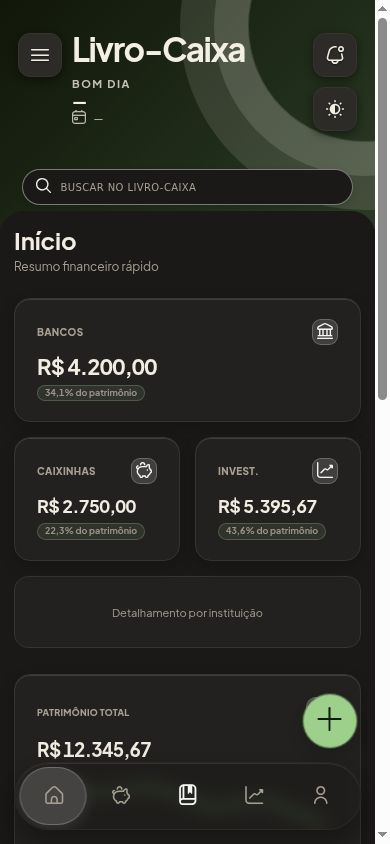 Livro-Caixa
BOM DIA
—
—
BUSCAR NO LIVRO-CAIXA
Início
Resumo financeiro rápido
BANCOS
R$ 4.200,00
34,1% do patrimônio
CAIXINHAS
R$ 2.750,00
22,3% do patrimônio
INVEST.
R$ 5.395,67
43,6% do patrimônio
Detalhamento por instituição
PATRIMÔNIO TOTAL
R$ 12.345,67